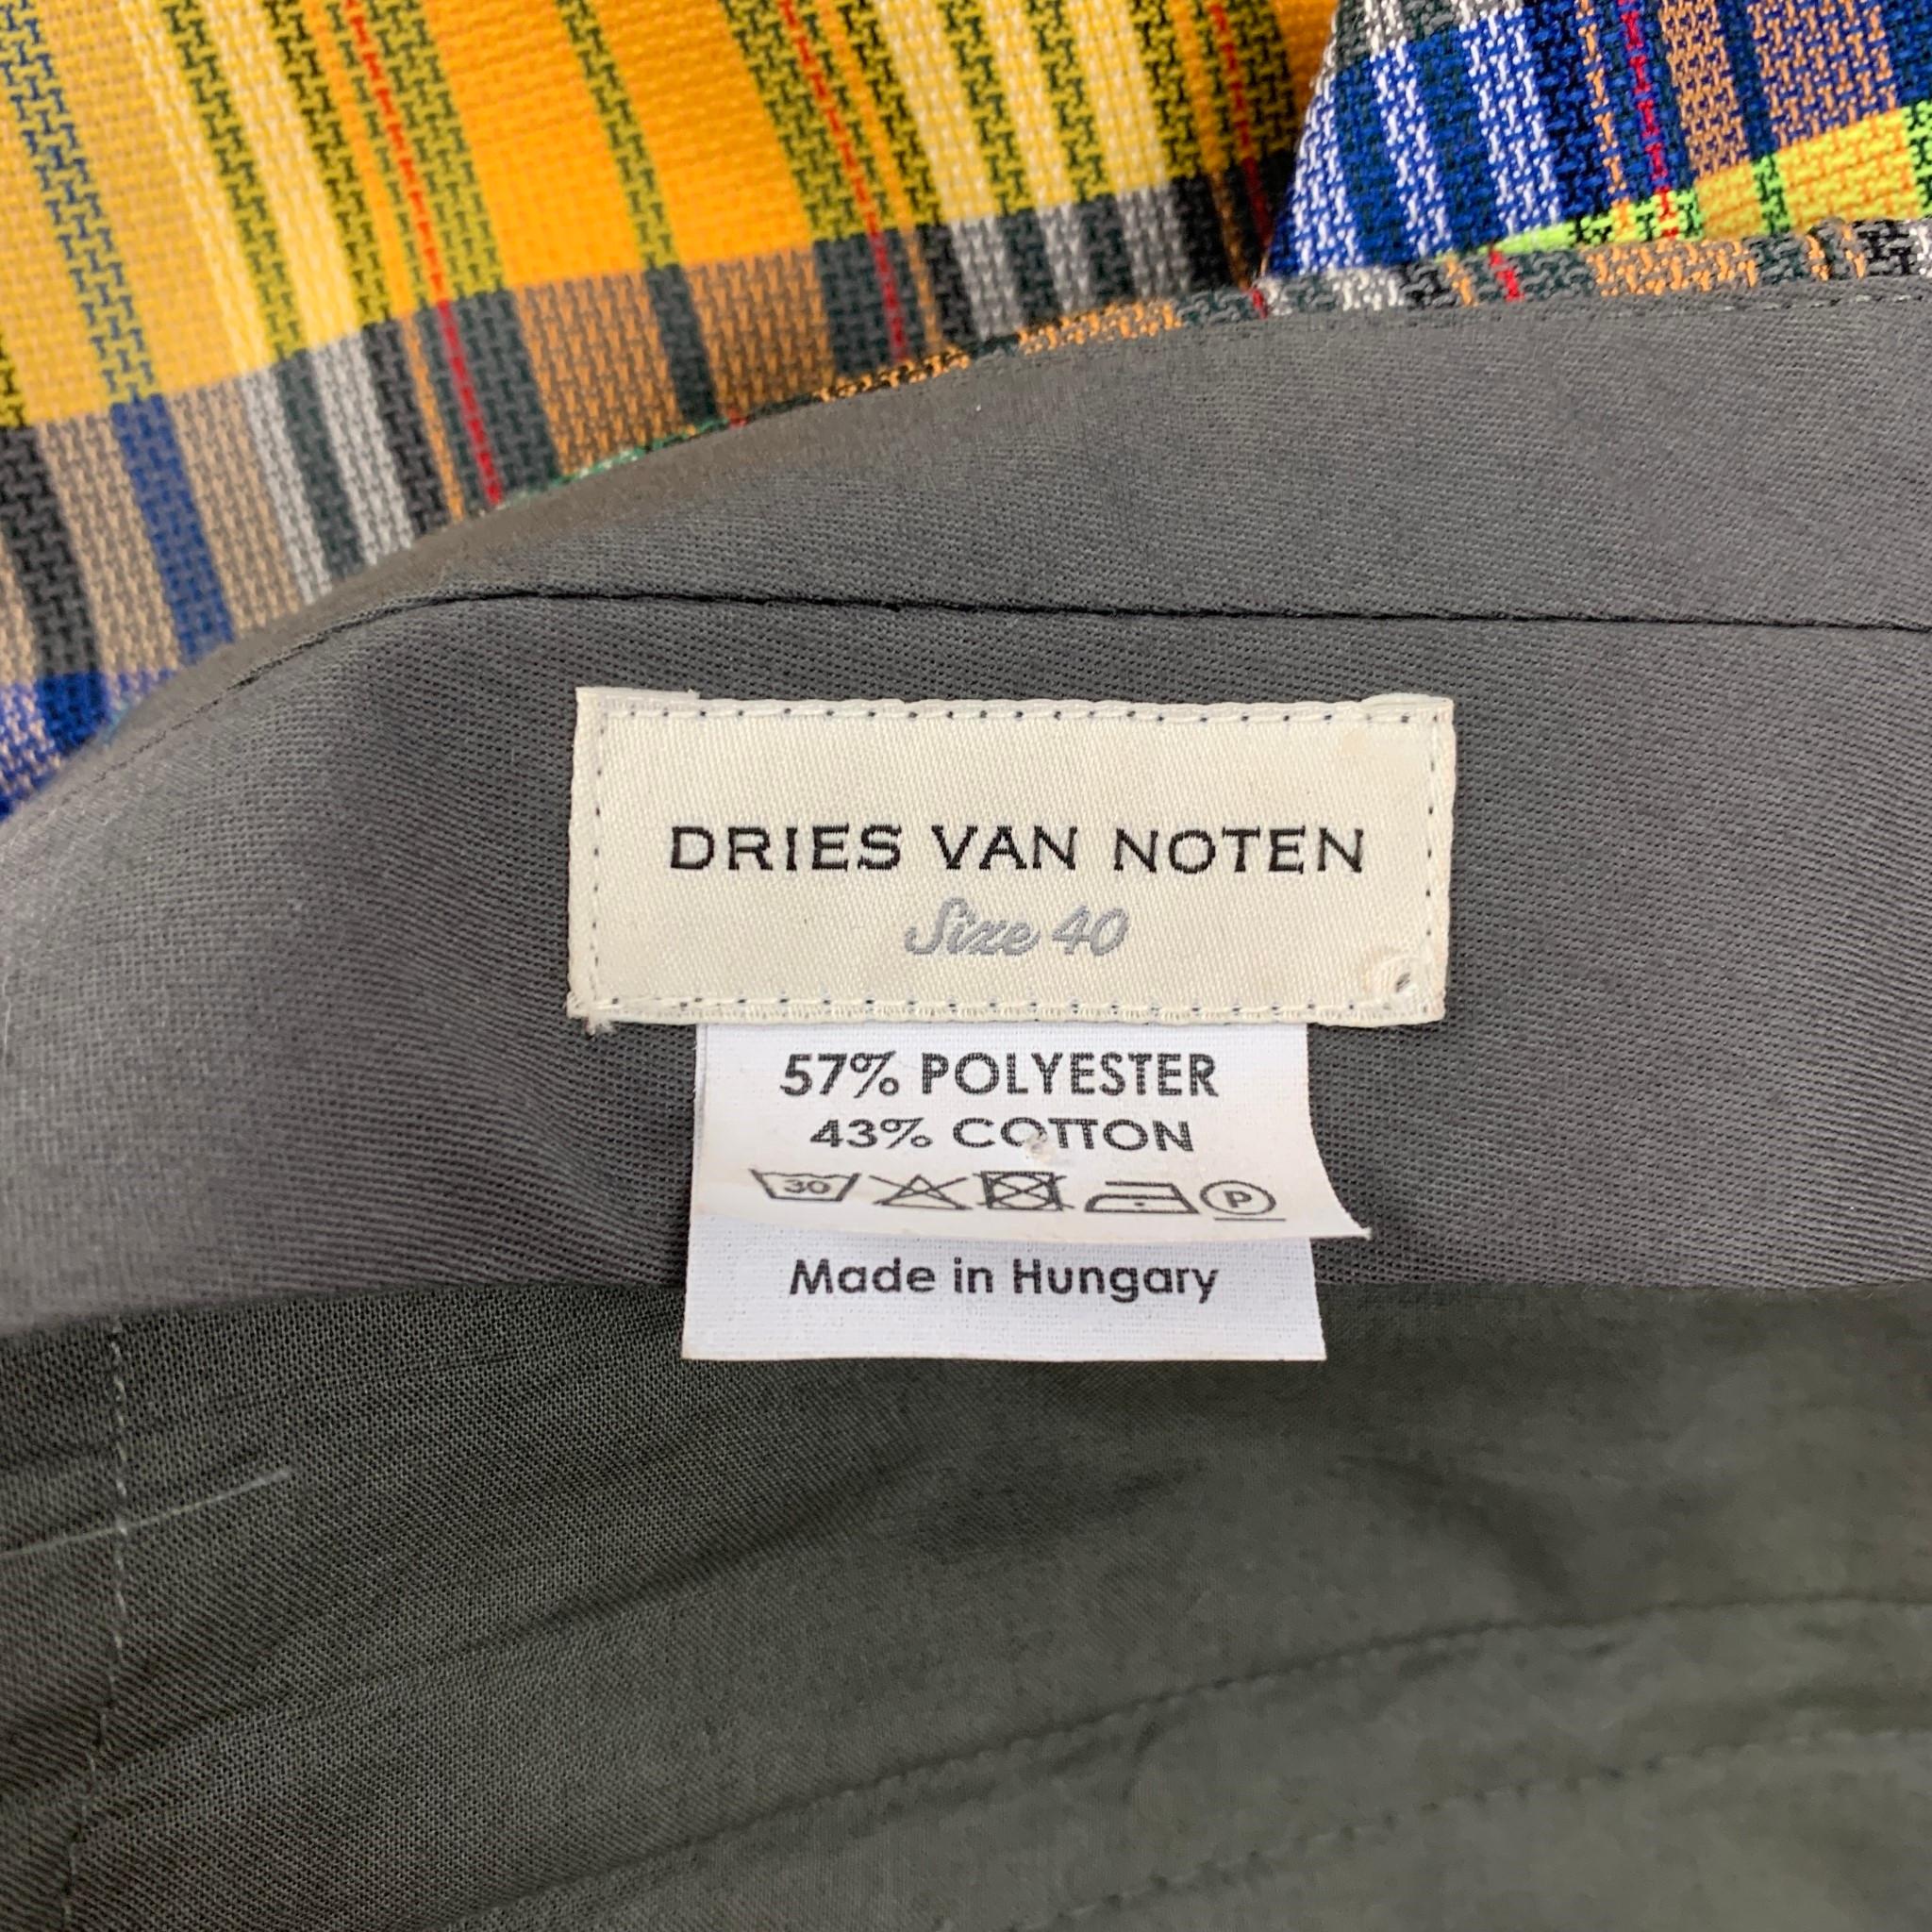 DRIES VAN NOTEN
Size 40
57% POLYESTER
43% COTTON
30 P
Made in Hungary